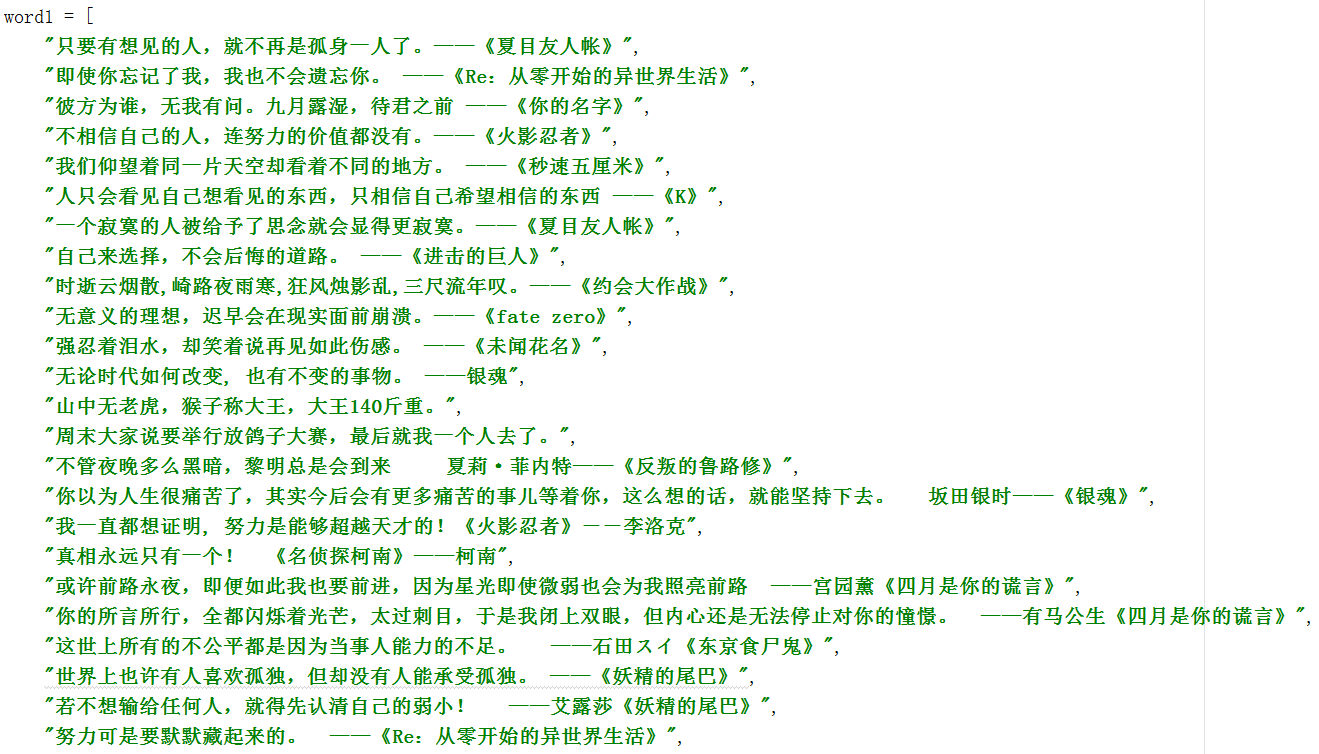 word1 = [
"只要有想见的人，就不再是孤身一人了。——《夏目友人帐》",
"即使你忘记了我，我也不会遗忘你。 ——《Re：从零开始的异世界生活》",
"彼方为谁，无我有问。九月露湿，待君之前 ——《你的名字》",
"不相信自己的人，连努力的价值都没有。——《火影忍者》",
"我们仰望着同一片天空却看着不同的地方。 ——《秒速五厘米》",
"人只会看见自己想看见的东西，只相信自己希望相信的东西 ——《K》",
"一个寂寞的人被给予了思念就会显得更寂寞。——《夏目友人帐》",
"自己来选择，不会后悔的道路。 ——《进击的巨人》",
"时逝云烟散,崎路夜雨寒,狂风烛影乱,三尺流年叹。——《约会大作战》",
"无意义的理想，迟早会在现实面前崩溃。——《fate zero》",
"强忍着泪水，却笑着说再见如此伤感。 ——《未闻花名》",
"无论时代如何改变, 也有不变的事物。 ——银魂",
"山中无老虎，猴子称大王，大王140斤重。",
"周末大家说要举行放鸽子大赛，最后就我一个人去了。",
"不管夜晚多么黑暗，黎明总是会到来     夏莉·菲内特——《反叛的鲁路修》",
"你以为人生很痛苦了，其实今后会有更多痛苦的事儿等着你，这么想的话，就能坚持下去。   坂田银时——《银魂》",
"我一直都想证明, 努力是能够超越天才的！《火影忍者》－－李洛克",
"真相永远只有一个！  《名侦探柯南》——柯南",
"或许前路永夜，即便如此我也要前进，因为星光即使微弱也会为我照亮前路  ——宫园薰《四月是你的谎言》",
"你的所言所行，全都闪烁着光芒，太过刺目，于是我闭上双眼，但内心还是无法停止对你的憧憬。  ——有马公生《四月是你的谎言》",
"这世上所有的不公平都是因为当事人能力的不足。   ——石田スイ《东京食尸鬼》",
"世界上也许有人喜欢孤独，但却没有人能承受孤独。 ——《妖精的尾巴》",
"若不想输给任何人，就得先认清自己的弱小！   ——艾露莎《妖精的尾巴》",
"努力可是要默默藏起来的。  ——《Re：从零开始的异世界生活》",